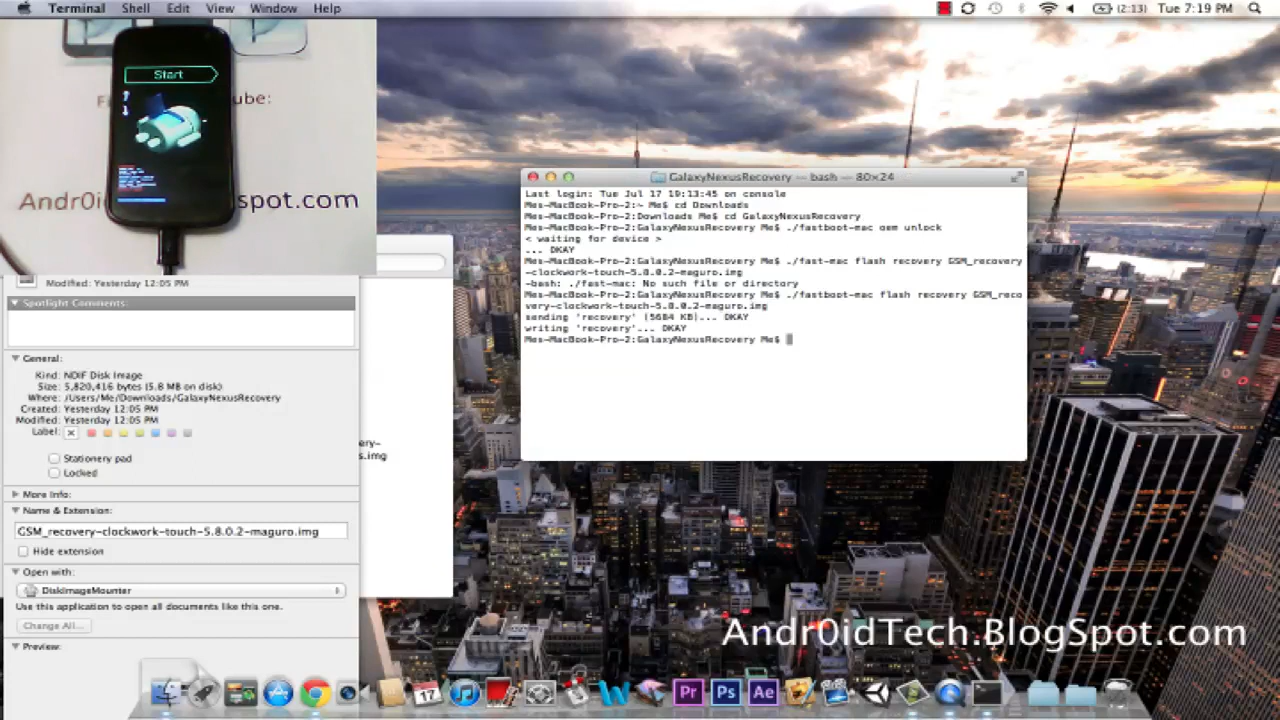 Terminal Shell Edit View Window Help (2:13) Tue 7:19 PM
Start
ube:
Andr0 spot.com
Modified: Yesterday 12:05 PM
Spotlight Comments:
General:
Kind: NDIF Disk Image
Size: 5,820,416 bytes (5.8 MB on disk)
Where: /Users/Me/Downloads/GalaxyNexusRecovery
Created: Yesterday 12:05 PM
Modified: Yesterday 12:05 PM
Label:
Stationery pad
Locked
More Info:
Name & Extension:
GSM_recovery-clockwork-touch-5.8.0.2-maguro.img
Hide extension
Open with:
DiskImageMounter
Use this application to open all documents like this one.
Change All...
Preview:
ery-
s.img
GalaxyNexusRecovery — bash — 80×24
Last login: Tue Jul 17 19:13:45 on console
Mes-MacBook-Pro-2:~ Me$ cd Downloads
Mes-MacBook-Pro-2:Downloads Me$ cd GalaxyNexusRecovery
Mes-MacBook-Pro-2:GalaxyNexusRecovery Me$ ./fastboot-mac oem unlock
< waiting for device >
... OKAY
Mes-MacBook-Pro-2:GalaxyNexusRecovery Me$ ./fast-mac flash recovery GSM_recovery
-clockwork-touch-5.8.0.2-maguro.img
-bash: ./fast-mac: No such file or directory
Mes-MacBook-Pro-2:GalaxyNexusRecovery Me$ ./fastboot-mac flash recovery GSM_reco
very-clockwork-touch-5.8.0.2-maguro.img
sending 'recovery' (5684 KB)... OKAY
writing 'recovery'... OKAY
Mes-MacBook-Pro-2:GalaxyNexusRecovery Me$
Andr0idTech.BlogSpot.com
17
W
Pr Ps Ae